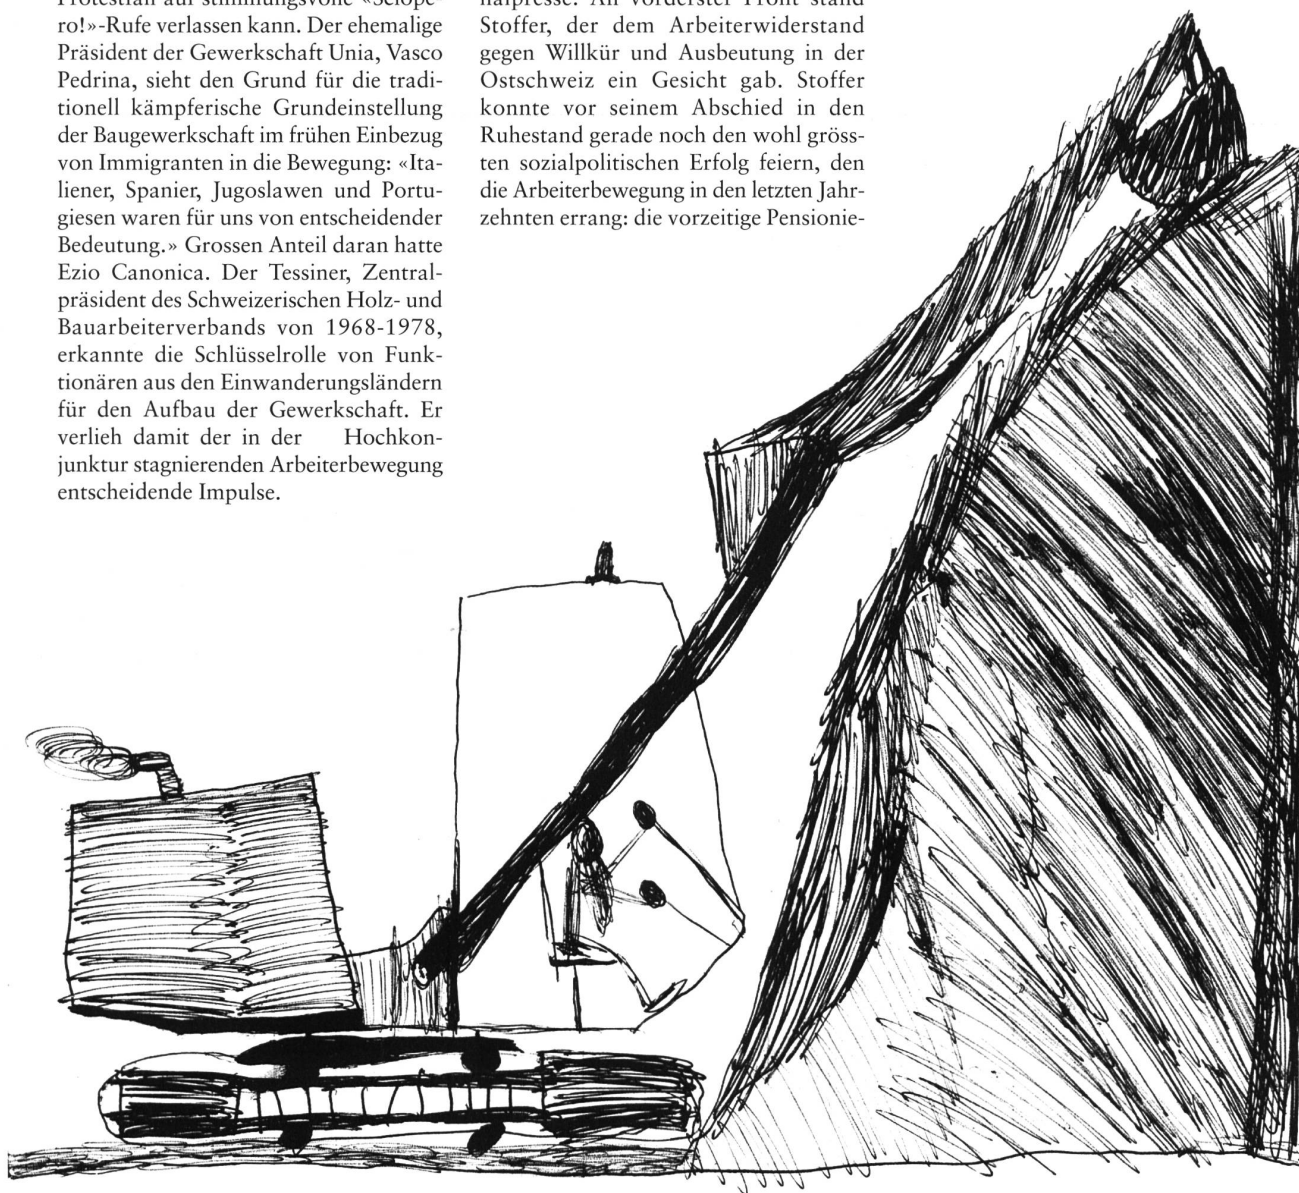 ro!»-Rufe verlassen kann. Der ehemalige
Präsident der Gewerkschaft Unia, Vasco
Pedrina, sieht den Grund für die tradi-
tionell kämpferische Grundeinstellung
der Baugewerkschaft im frühen Einbezug
von Immigranten in die Bewegung: «Ita-
liener, Spanier, Jugoslawen und Portu-
giesen waren für uns von entscheidender
Bedeutung.» Grossen Anteil daran hatte
Ezio Canonica. Der Tessiner, Zentral-
präsident des Schweizerischen Holz- und
Bauarbeiterverbands von 1968-1978,
erkannte die Schlüsselrolle von Funk-
tionären aus den Einwanderungsländern
für den Aufbau der Gewerkschaft. Er
verlieh damit der in der Hochkon-
junktur stagnierenden Arbeiterbewegung
entscheidende Impulse.
Stoffer, der dem Arbeiterwiderstand
gegen Willkür und Ausbeutung in der
Ostschweiz ein Gesicht gab. Stoffer
konnte vor seinem Abschied in den
Ruhestand gerade noch den wohl gröss-
ten sozialpolitischen Erfolg feiern, den
die Arbeiterbewegung in den letzten Jahr-
zehnten errang: die vorzeitige Pensionie-